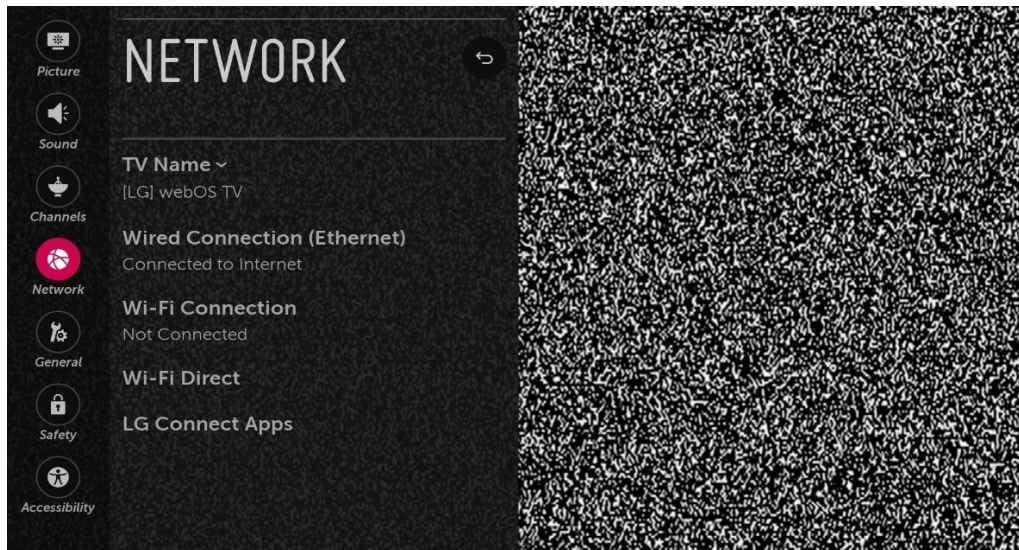 Picture
Sound
Channels
Network
General
Safety
Accessibility
NETWORK
TV Name
[LG] webOS TV
Wired Connection (Ethernet)
Connected to Internet
Wi-Fi Connection
Not Connected
Wi-Fi Direct
LG Connect Apps